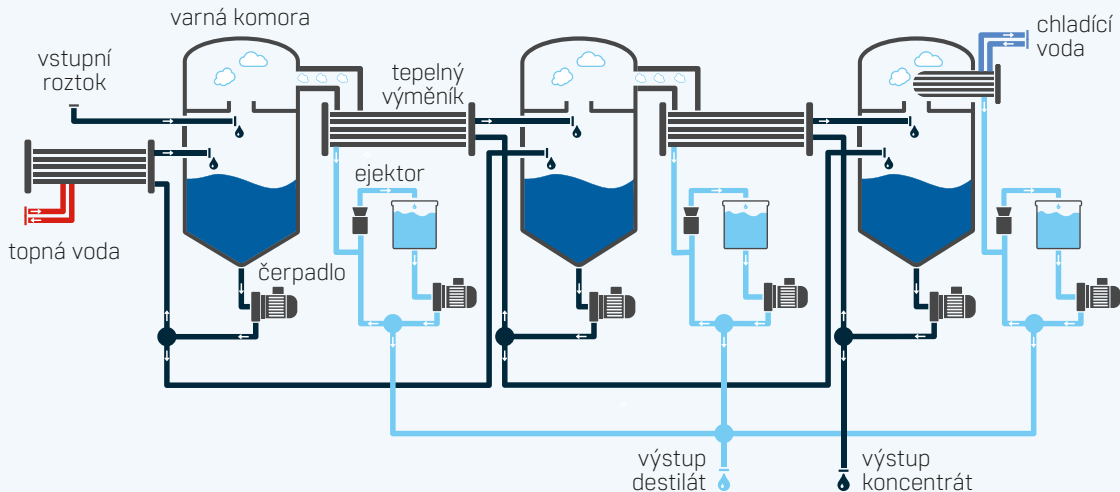 varná komora
vstupní
roztok
tepelný
výměník
chladící
voda
ejektor
topná voda
čerpadlo
výstup
destilát
výstup
koncentrát